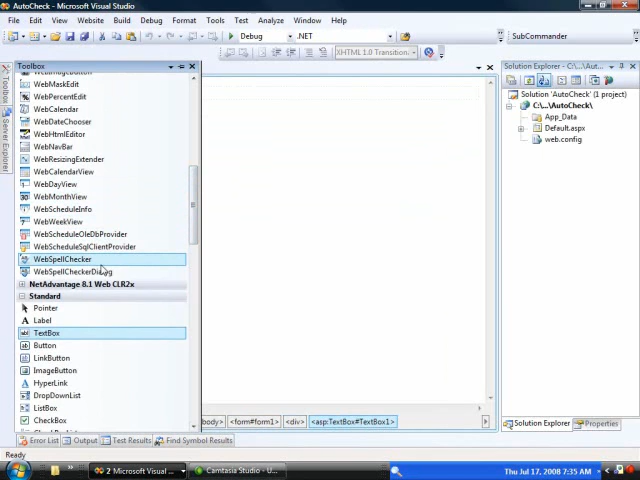 AutoCheck - Microsoft Visual Studio
File Edit View Website Build Debug Format Tools Test Analyze Window Help
Debug .NET SubCommander
XHTML 1.0 Transition
Toolbox
Solution Explorer - C:\...\AutoCheck\
Toolbox
Server Explorer
WebImageButton
WebMaskEdit
WebPercentEdit
WebCalendar
WebDateChooser
WebHtmlEditor
WebNavBar
WebResizingExtender
WebCalendarView
WebDayView
WebMonthView
WebScheduleInfo
WebWeekView
WebScheduleOleDbProvider
WebScheduleSqlClientProvider
WebSpellChecker
WebSpellCheckerDialog
NetAdvantage 8.1 Web CLR2x
Standard
Pointer
Label
TextBox
Button
LinkButton
ImageButton
HyperLink
DropDownList
ListBox
CheckBox
Solution 'AutoCheck' (1 project)
C:\...\AutoCheck\
App_Data
Default.aspx
web.config
body> <form#form1> <div> <asp:TextBox#TextBox1>
Solution Explorer Properties
Error List Output Test Results Find Symbol Results
Ready
2 Microsoft Visual ... Camtasia Studio - U... Thu Jul 17, 2008 7:35 AM